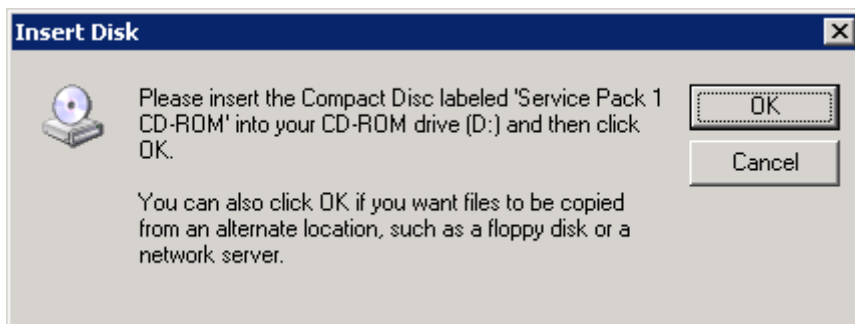 Insert Disk
Please insert the Compact Disc labeled 'Service Pack 1
CD-ROM' into your CD-ROM drive (D:) and then click
OK.
You can also click OK if you want files to be copied
from an alternate location, such as a floppy disk or a
network server.
OK
Cancel